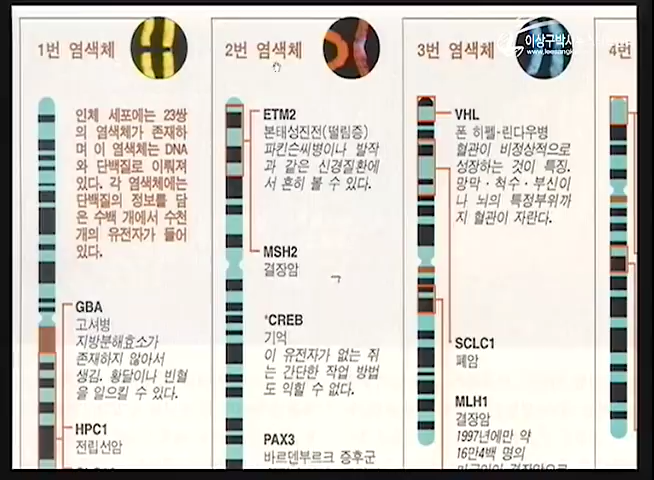 1번 염색체
인체 세포에는 23쌍
의 염색체가 존재하
며 이 염색체는 DNA
와 단백질로 이뤄져
있다. 각 염색체에는
단백질의 정보를 담
은 수백 개에서 수천
개의 유전자가 들어
있다.
GBA
고셔병
지방분해효소가
존재하지 않아서
생김. 황달이나 빈혈
을 일으킬 수 있다.
HPC1
전립선암
2번 염색체
ETM2
본태성진전(떨림증)
파킨슨씨병이나 발작
과 같은 신경질환에
서 흔히 볼 수 있다.
MSH2
결장암
*CREB
기억
이 유전자가 없는 쥐
는 간단한 작업 방법
도 익힐 수 없다.
PAX3
바르덴부르크 증후군
3번 염색체
VHL
폰 히펠-린다우병
혈관이 비정상적으로
성장하는 것이 특징.
망막·척수·부신이
나 뇌의 특정부위까
지 혈관이 자란다.
SCLC1
폐암
MLH1
결장암
1997년에만 약
16만4백 명의
4번
이상구박사